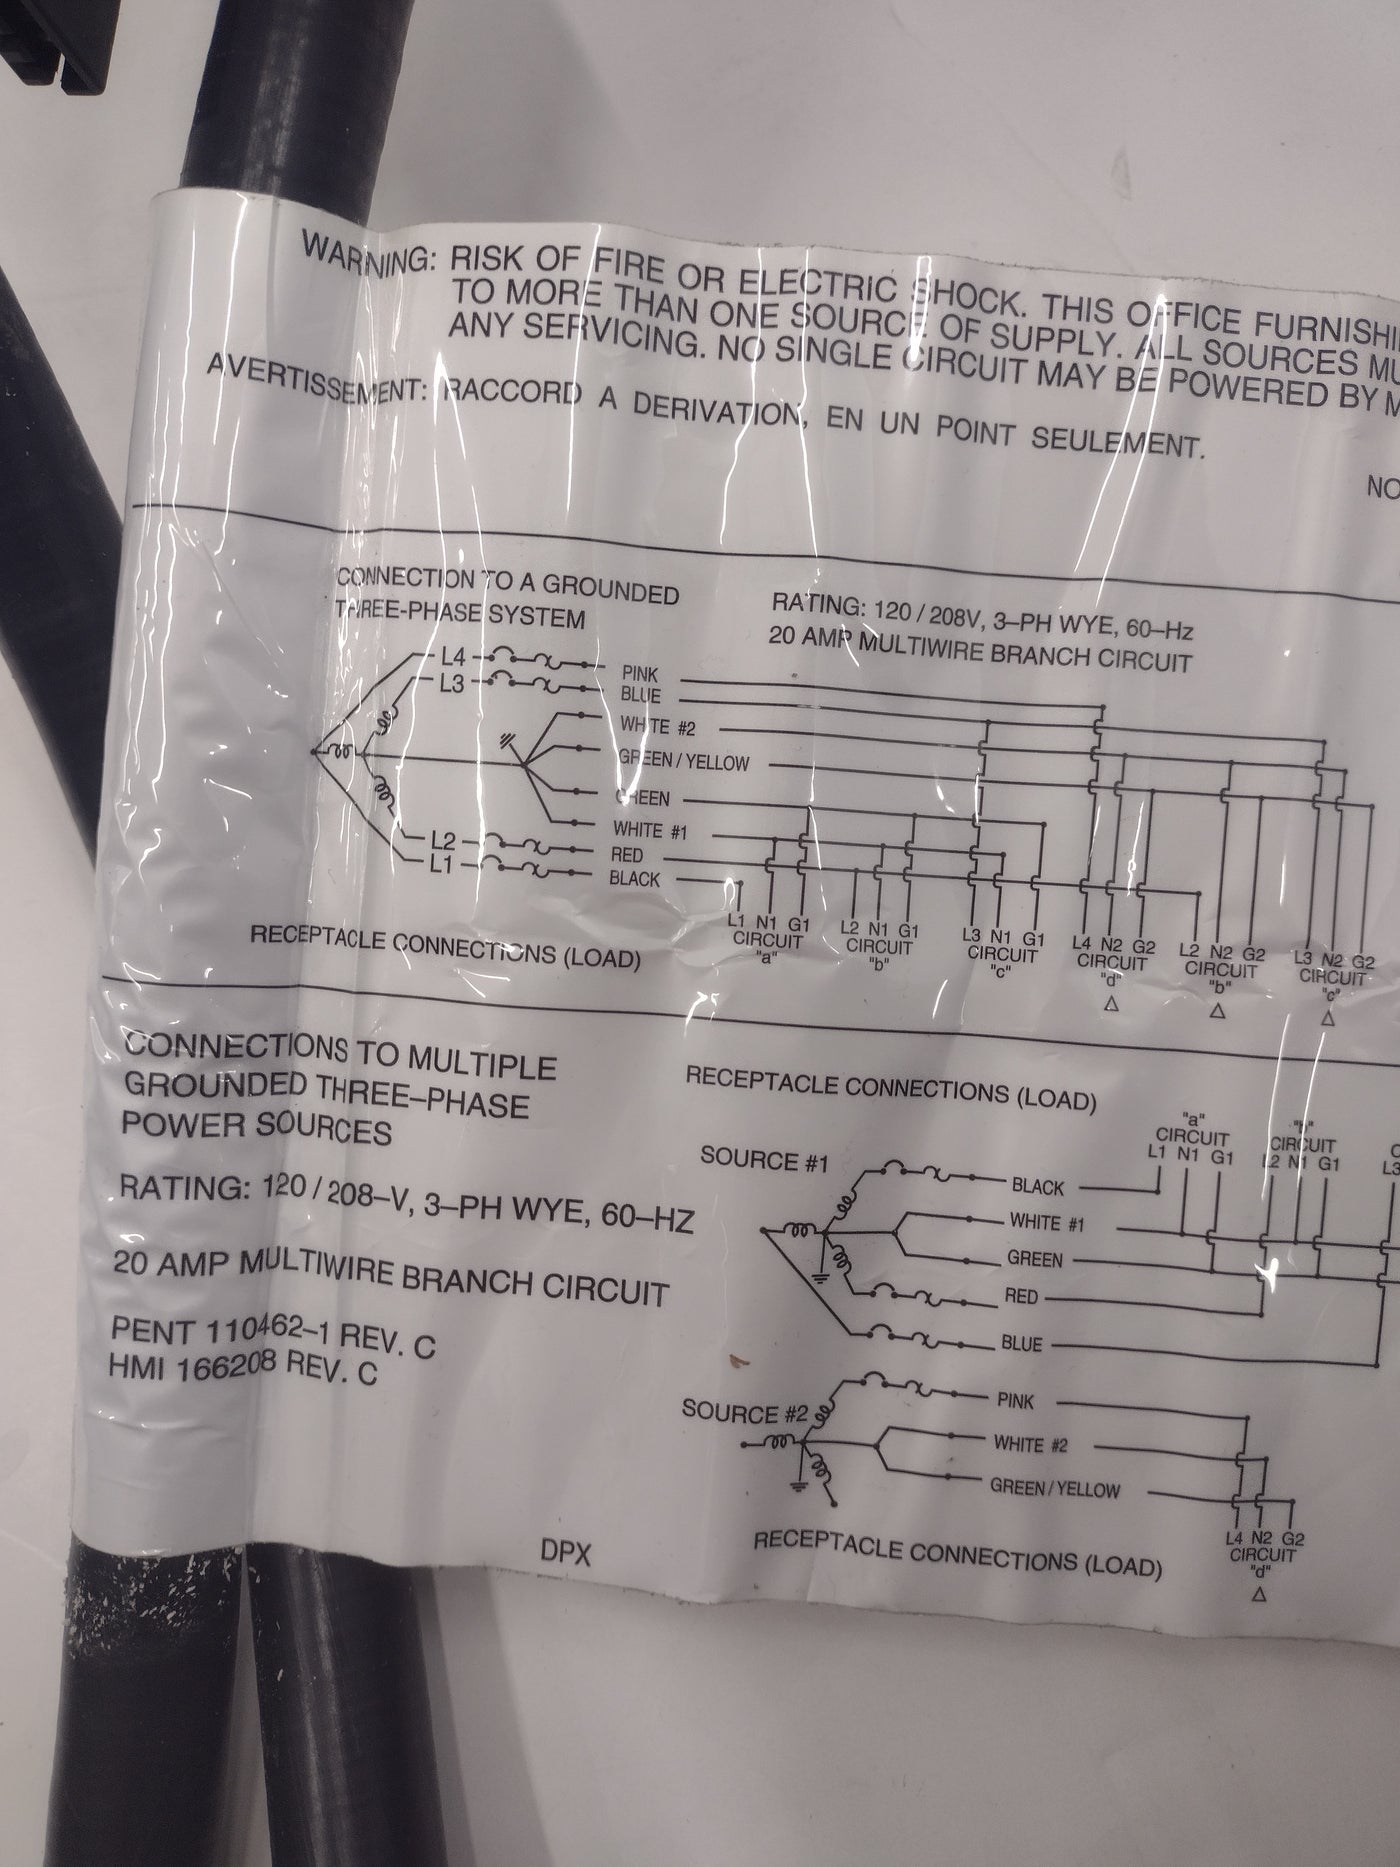 WARNING: RISK OF FIRE OR ELECTRIC SHOCK. THIS OFFICE
TO MORE THAN ONE SOURCE OF SUPPLY. ALL SOURCES
ANY SERVICING. NO SINGLE CIRCUIT MAY BE POWERED BY
AVERTISSEMENT: RACCORD A DERIVATION, EN UN POINT SEULEMENT.
CONNECTION TO A GROUNDED
THREE-PHASE SYSTEM
RATING: 120 / 208V, 3–PH WYE, 60–Hz
20 AMP MULTIWIRE BRANCH CIRCUIT
L4 PINK
L3 BLUE
WHITE #2
GREEN / YELLOW
GREEN
WHITE #1
L2 RED
L1 BLACK
L1 N1 G1 L2 N1 G1 L3 N1 G1 L4 N2 G2 L2 N2 G2 L3 N2 G2
CIRCUIT CIRCUIT CIRCUIT CIRCUIT CIRCUIT CIRCUIT
"a" "b" "c" "d" "b" "c"
Δ Δ Δ
RECEPTACLE CONNECTIONS (LOAD)
CONNECTIONS TO MULTIPLE
GROUNDED THREE–PHASE
POWER SOURCES
RATING: 120 / 208–V, 3–PH WYE, 60–HZ
20 AMP MULTIWIRE BRANCH CIRCUIT
PENT 110462–1 REV. C
HMI 166208 REV. C
DPX
RECEPTACLE CONNECTIONS (LOAD)
"a" "b"
CIRCUIT CIRCUIT
L1 N1 G1 L2 N1 G1 L3
SOURCE #1
BLACK
WHITE #1
GREEN
RED
BLUE
SOURCE #2
PINK
WHITE #2
GREEN / YELLOW
L4 N2 G2
CIRCUIT
"d"
Δ
RECEPTACLE CONNECTIONS (LOAD)